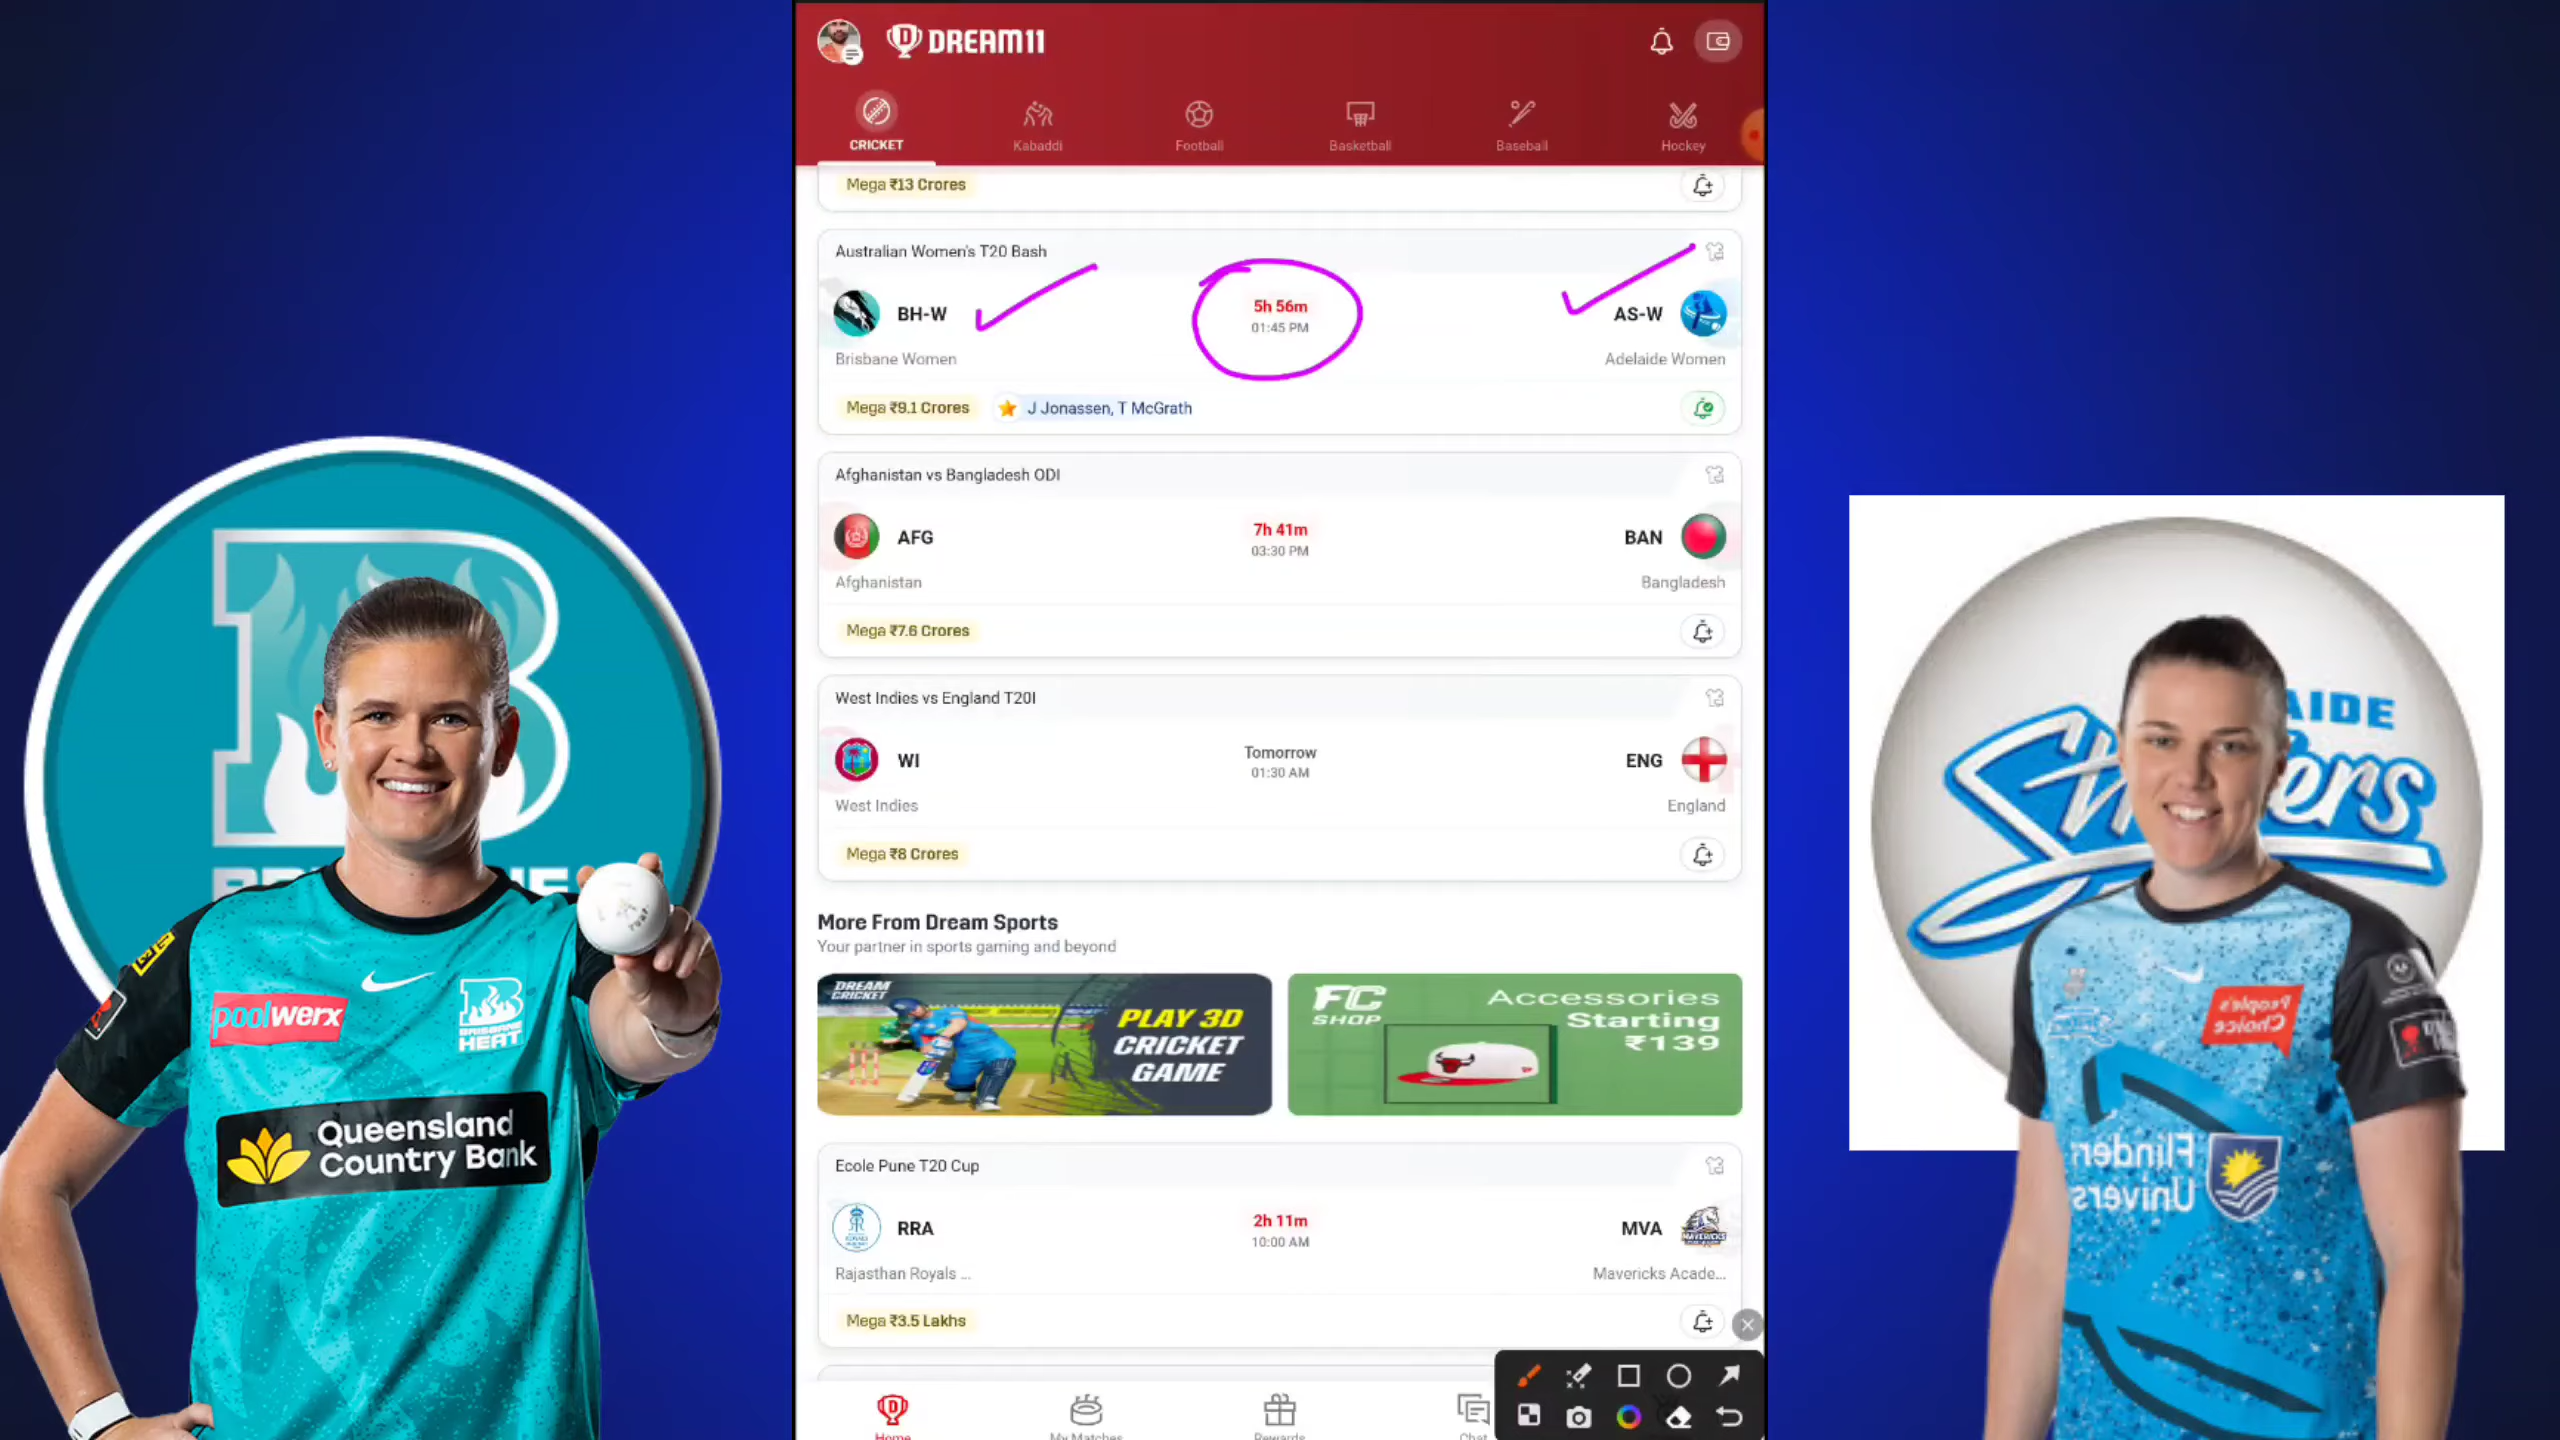 DREAM11
CRICKET
Kabaddi
Football
Basketball
Baseball
Hockey
Mega ₹13 Crores
Australian Women's T20 Bash
BH-W
5h 56m
01:45 PM
AS-W
Brisbane Women
Adelaide Women
Mega ₹9.1 Crores
J Jonassen, T McGrath
Afghanistan vs Bangladesh ODI
AFG
7h 41m
03:30 PM
BAN
Afghanistan
Bangladesh
Mega ₹7.6 Crores
West Indies vs England T20I
WI
Tomorrow
01:30 AM
ENG
West Indies
England
Mega ₹8 Crores
More From Dream Sports
Your partner in sports gaming and beyond
DREAM
CRICKET
PLAY 3D
CRICKET
GAME
FC
SHOP
Accessories
Starting
₹139
Ecole Pune T20 Cup
RRA
2h 11m
10:00 AM
MVA
Rajasthan Royals ...
Mavericks Acade...
Mega ₹3.5 Lakhs
Home
My Matches
Rewards
Chat
B
poolwerx
BRISBANE
HEAT
Queensland
Country Bank
AIDE
People's
Choice
Flinders
Univers